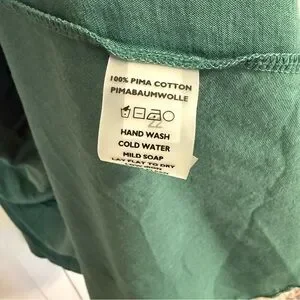 100% PIMA COTTON
PIMABAUMWOLLE
HAND WASH
COLD WATER
MILD SOAP
LAY FLAT TO DRY